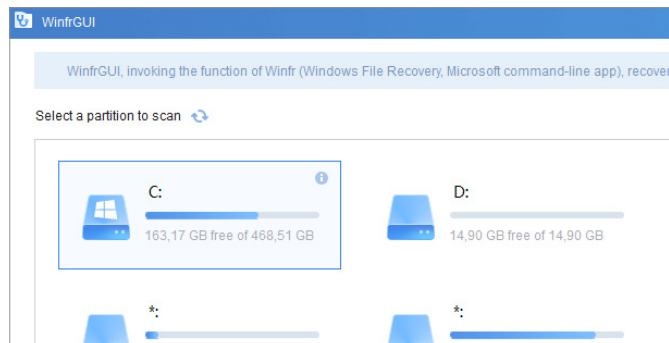 WinfrGUI
WinfrGUI, invoking the function of Winfr (Windows File Recovery, Microsoft command-line app), recover
Select a partition to scan
C:
163,17 GB free of 468,51 GB
D:
14,90 GB free of 14,90 GB
*:
*: